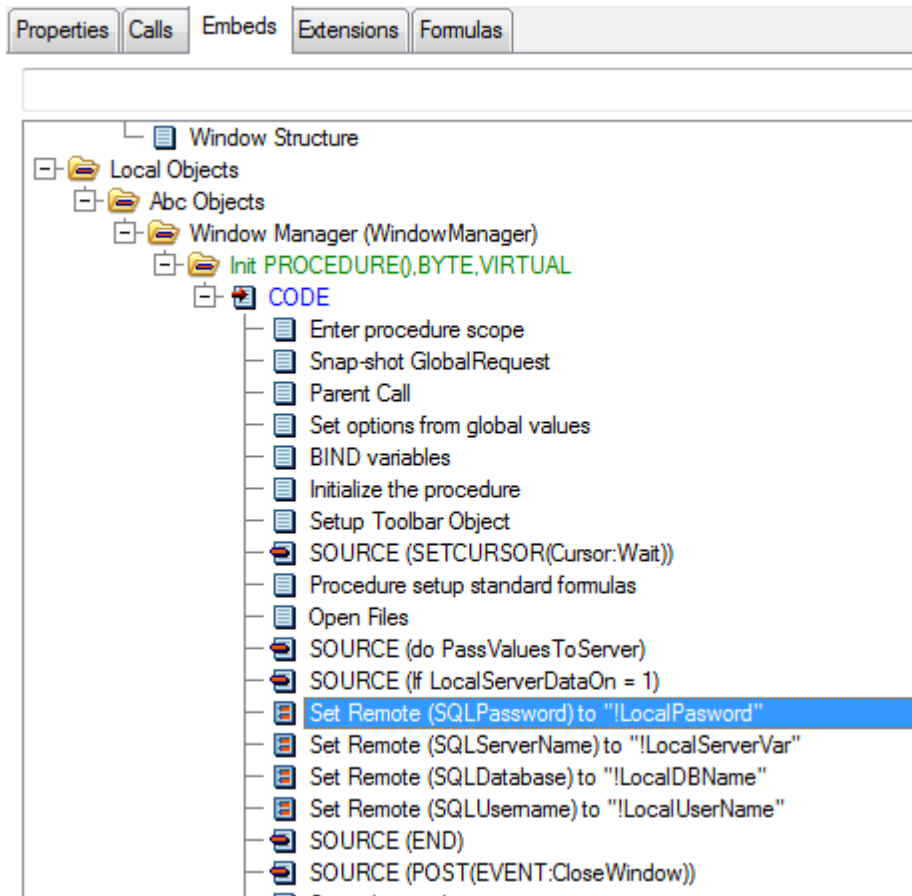 Properties Calls Embeds Extensions Formulas
Window Structure
Local Objects
Abc Objects
Window Manager (WindowManager)
Init PROCEDURE(),BYTE,VIRTUAL
CODE
Enter procedure scope
Snap-shot GlobalRequest
Parent Call
Set options from global values
BIND variables
Initialize the procedure
Setup Toolbar Object
SOURCE (SETCURSOR(Cursor:Wait))
Procedure setup standard formulas
Open Files
SOURCE (do PassValuesToServer)
SOURCE (If LocalServerDataOn = 1)
Set Remote (SQLPassword) to "!LocalPasword"
Set Remote (SQLServerName) to "!LocalServerVar"
Set Remote (SQLDatabase) to "!LocalDBName"
Set Remote (SQLUsername) to "!LocalUserName"
SOURCE (END)
SOURCE (POST(EVENT:CloseWindow))